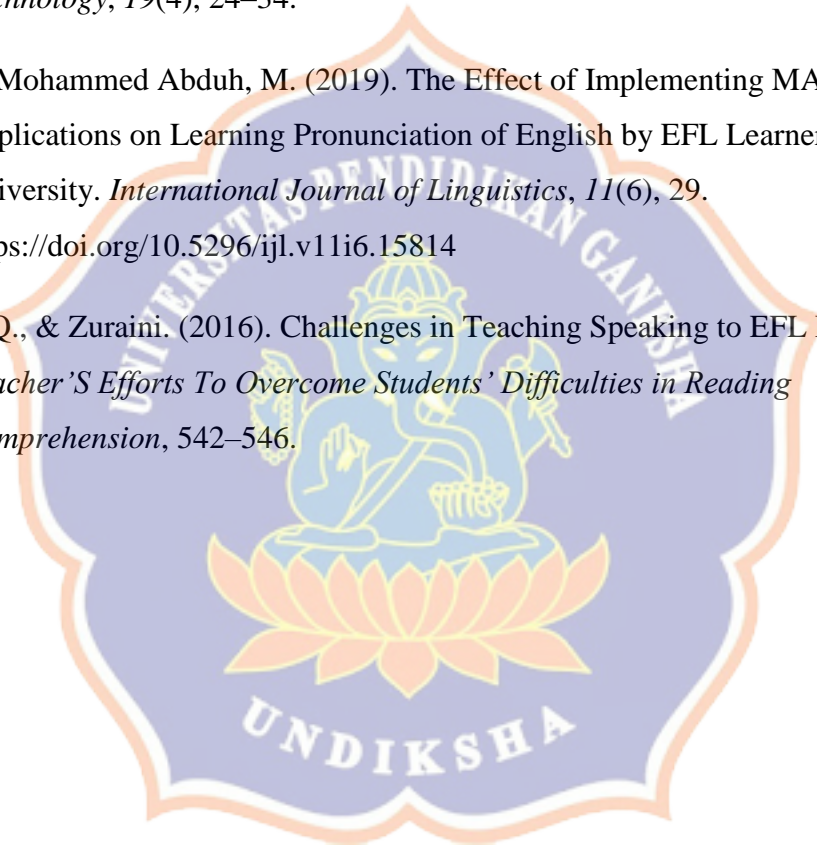 19(4), 24–34.
Mohammed Abduh, M. (2019). The Effect of Implementing
plications on Learning Pronunciation of English by EFL Learner
iversity. International Journal of Linguistics, 11(6), 29.
ps://doi.org/10.5296/ijl.v11i6.15814
Q., & Zuraini. (2016). Challenges in Teaching Speaking to EFL
acher’S Efforts To Overcome Students’ Difficulties in Reading
mprehension, 542–546.
UNIVERSITAS PENDIDIKAN GANESHA
UNDIKSHA